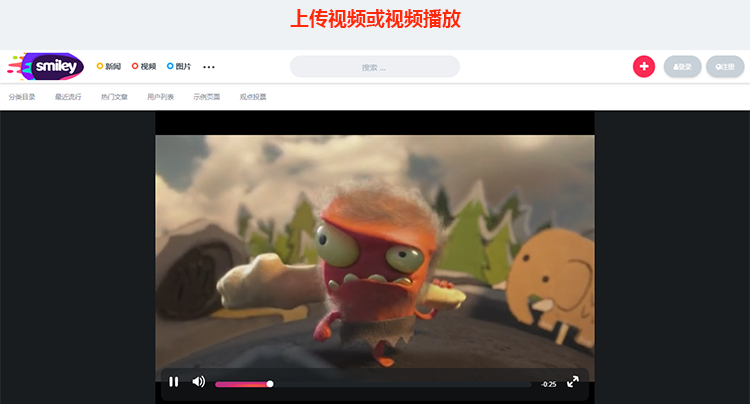 上传视频或视频播放
smiley
新闻 视频 图片 •••
搜索 ...
登录 注册
分类目录 最近流行 热门文章 用户列表 示例页面 观点投票
-0:25